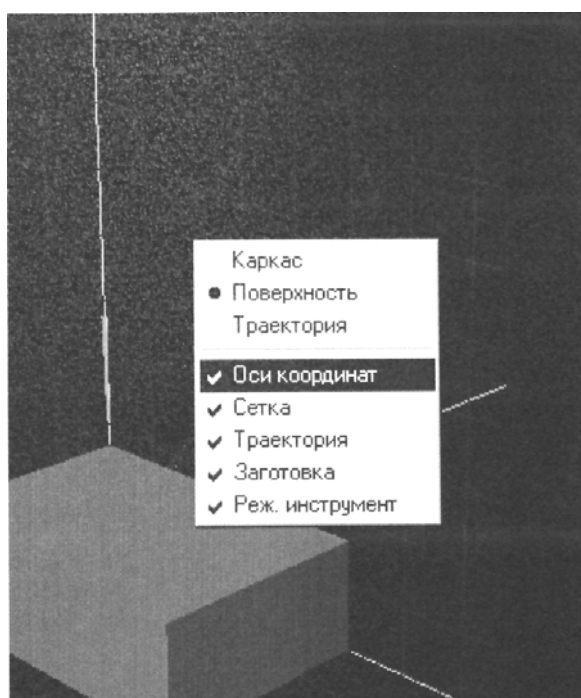 Каркас
Поверхность
Траектория
Оси координат
Сетка
Траектория
Заготовка
Реж. инструмент